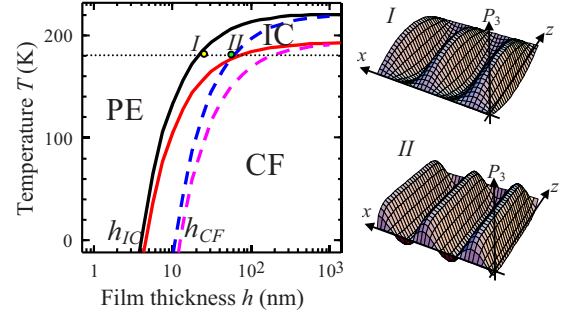 Temperature T (K)
200
100
0
I
II
IC
PE
CF
h_IC
h_CF
1
10
10^2
10^3
Film thickness h (nm)
I
P_3
x
z
II
P_3
x
z